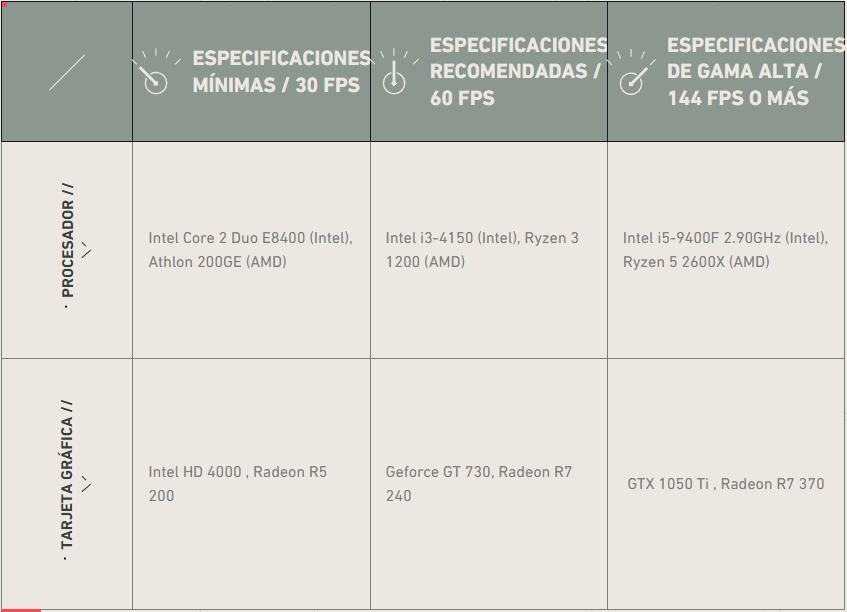 ESPECIFICACIONES
MÍNIMAS / 30 FPS
ESPECIFICACIONES
RECOMENDADAS /
60 FPS
ESPECIFICACIONES
DE GAMA ALTA /
144 FPS O MÁS
· PROCESADOR //
Intel Core 2 Duo E8400 (Intel),
Athlon 200GE (AMD)
Intel i3-4150 (Intel), Ryzen 3
1200 (AMD)
Intel i5-9400F 2.90GHz (Intel),
Ryzen 5 2600X (AMD)
· TARJETA GRÁFICA //
Intel HD 4000 , Radeon R5
200
Geforce GT 730, Radeon R7
240
GTX 1050 Ti , Radeon R7 370